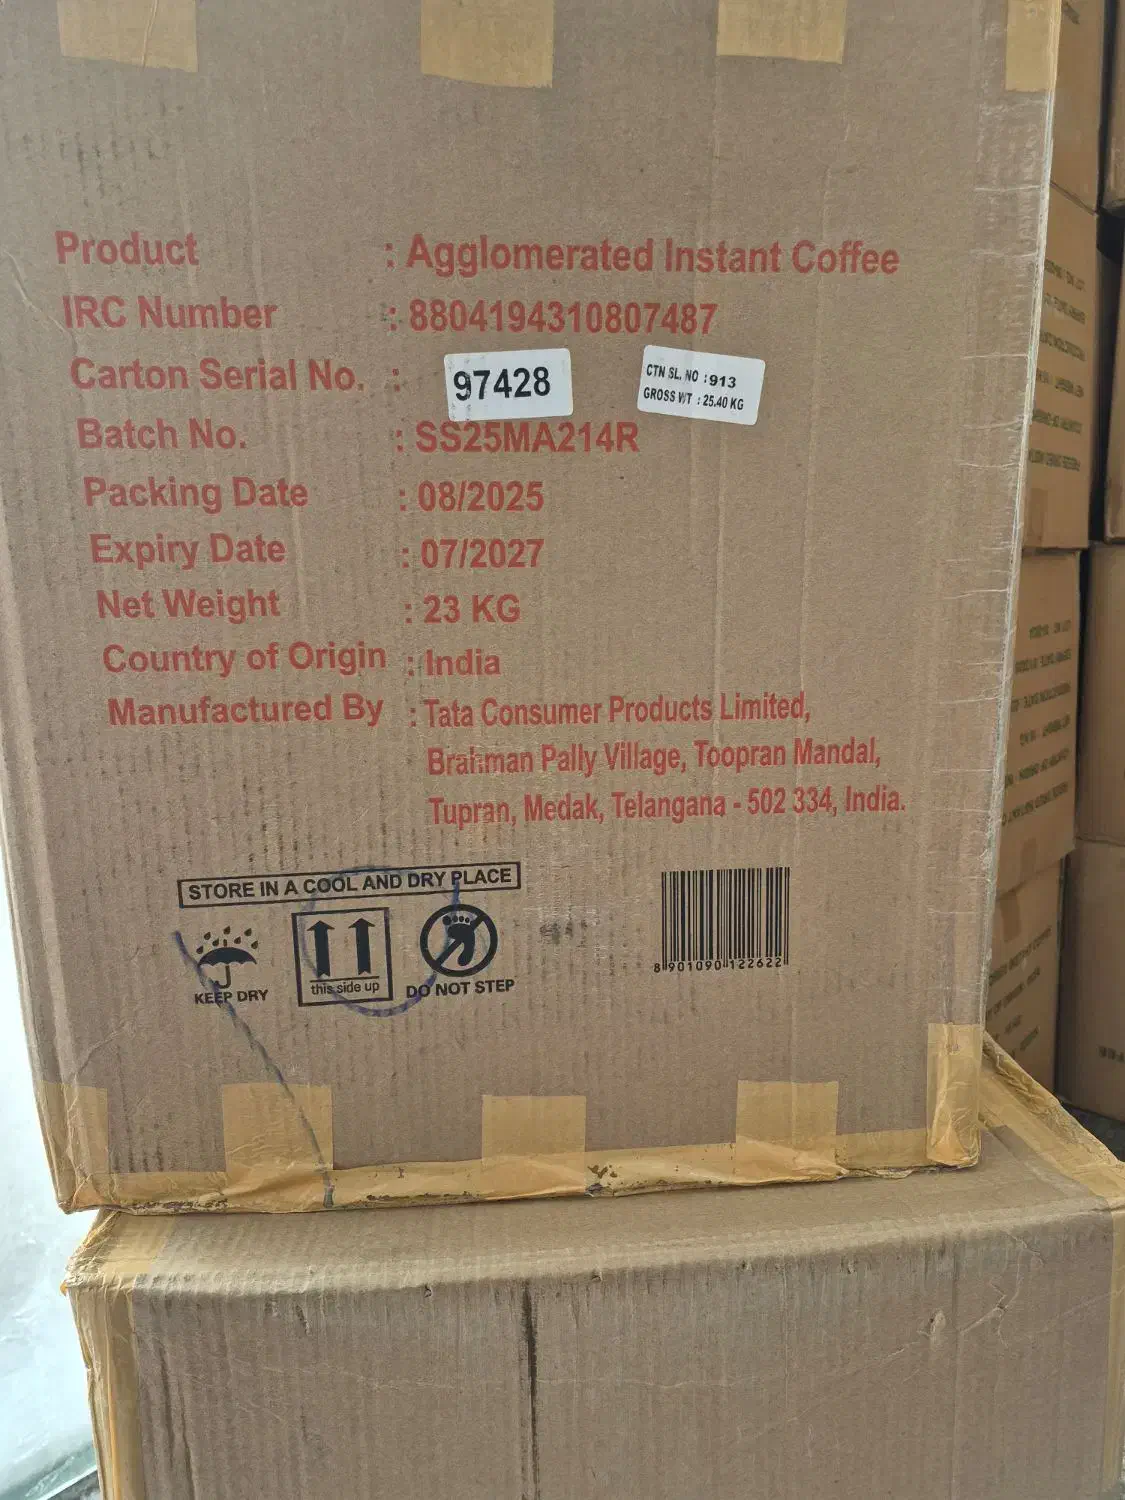 Product : Agglomerated Instant Coffee
IRC Number : 8804194310807487
Carton Serial No. : 97428
CTN SL. NO : 913
GROSS WT : 25.40 KG
Batch No. : SS25MA214R
Packing Date : 08/2025
Expiry Date : 07/2027
Net Weight : 23 KG
Country of Origin : India
Manufactured By : Tata Consumer Products Limited,
Brahman Pally Village, Toopran Mandal,
Tupran, Medak, Telangana - 502 334, India.
STORE IN A COOL AND DRY PLACE
KEEP DRY
this side up
DO NOT STEP
8 901090 122622